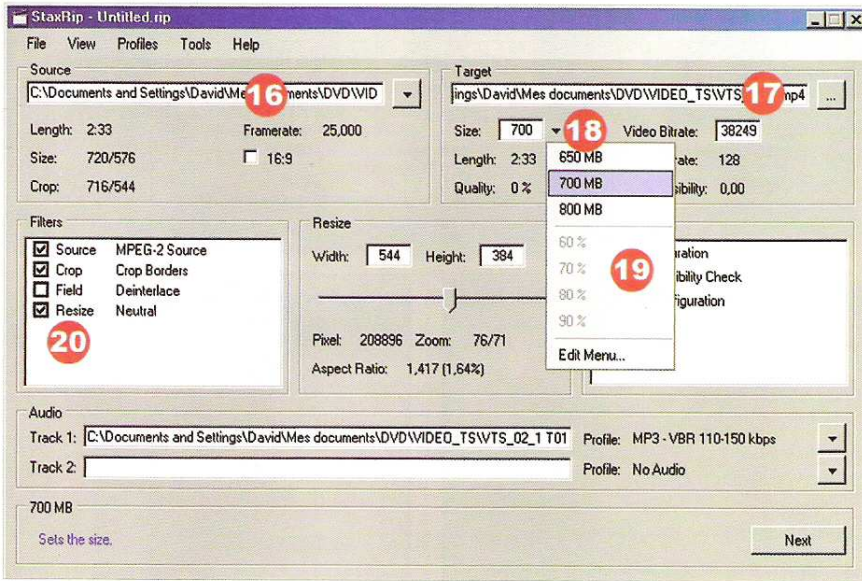 StaxRip - Untitled.rip
File View Profiles Tools Help
Source
C:\Documents and Settings\David\Me 16 ments\DVD\VID
Length: 2:33 Framerate: 25,000
Size: 720/576 16:9
Crop: 716/544
Target
ings\David\Mes documents\DVD\VIDEO_TS\VTS_ 17 mp4 ...
Size: 700 18 Video Bitrate: 38249
Length: 2:33 rate: 128
Quality: 0 % sibility: 0,00
650 MB
700 MB
800 MB
60 %
70 %
80 %
90 %
19
Edit Menu...
Filters
Source MPEG-2 Source
Crop Crop Borders
Field Deinterlace
Resize Neutral
20
Resize
Width: 544 Height: 384
Pixel: 208896 Zoom: 76/71
Aspect Ratio: 1,417 (1,64%)
uration
ibility Check
figuration
Audio
Track 1: C:\Documents and Settings\David\Mes documents\DVD\VIDEO_TS\VTS_02_1 T01 Profile: MP3 - VBR 110-150 kbps
Track 2: Profile: No Audio
700 MB
Sets the size.
Next